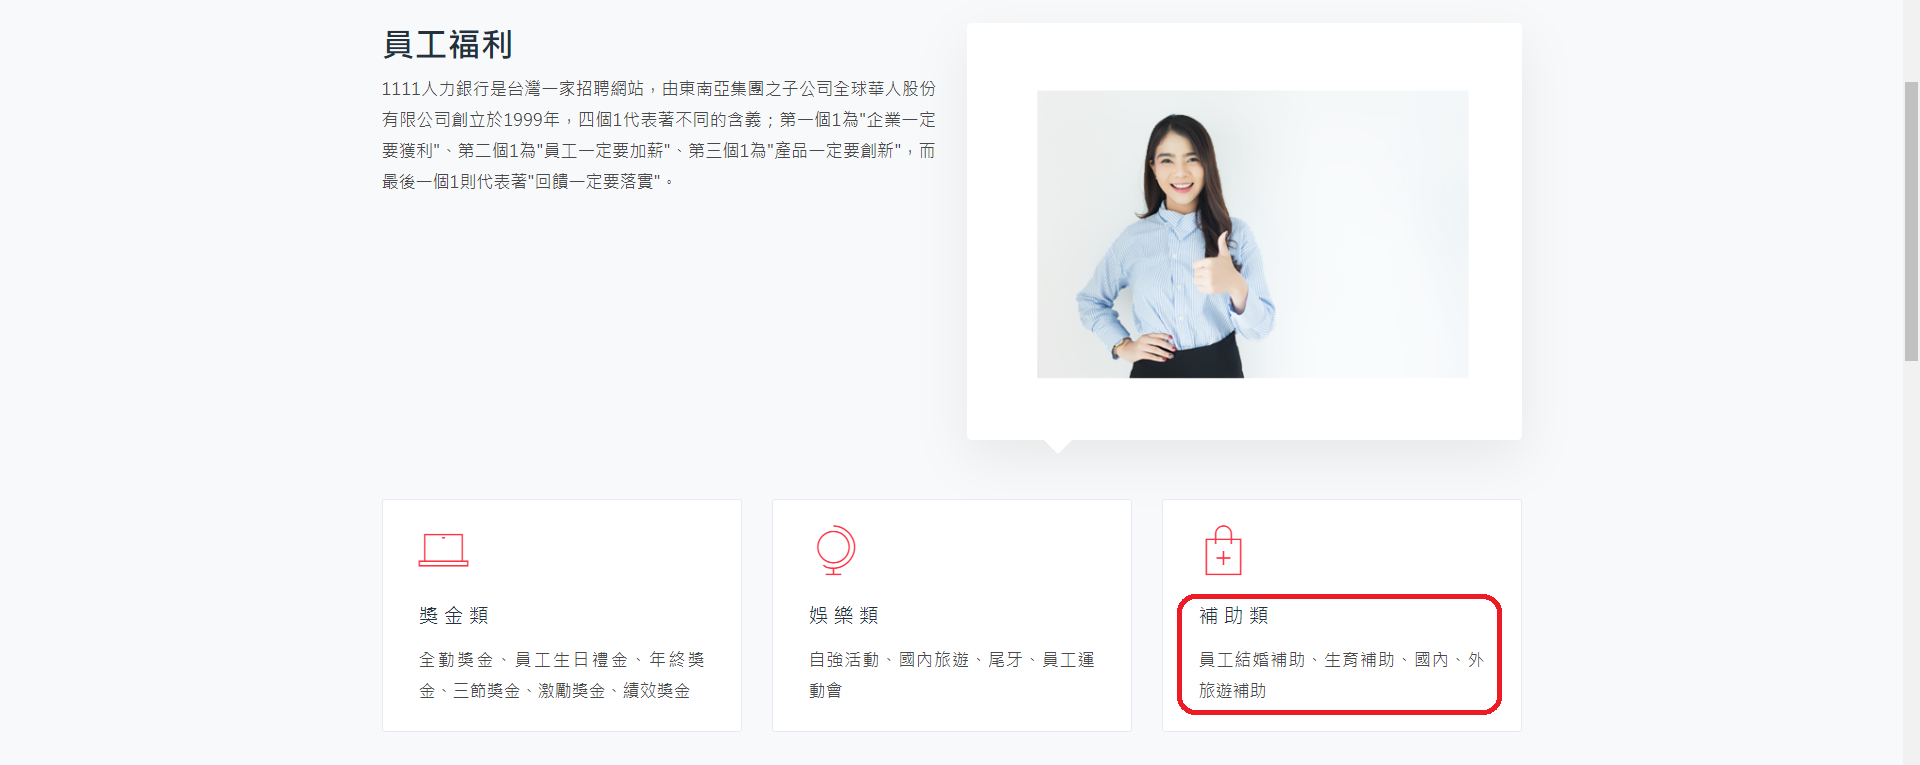 員工福利
1111人力銀行是台灣一家招聘網站，由東南亞集團之子公司全球華人股份
有限公司創立於1999年，四個1代表著不同的含義；第一個1為"企業一定
要獲利"、第二個1為"員工一定要加薪"、第三個1為"產品一定要創新"，而
最後一個1則代表著"回饋一定要落實"。
獎金類
全勤獎金、員工生日禮金、年終獎
金、三節獎金、激勵獎金、績效獎金
娛樂類
自強活動、國內旅遊、尾牙、員工運
動會
補助類
員工結婚補助、生育補助、國內、外
旅遊補助